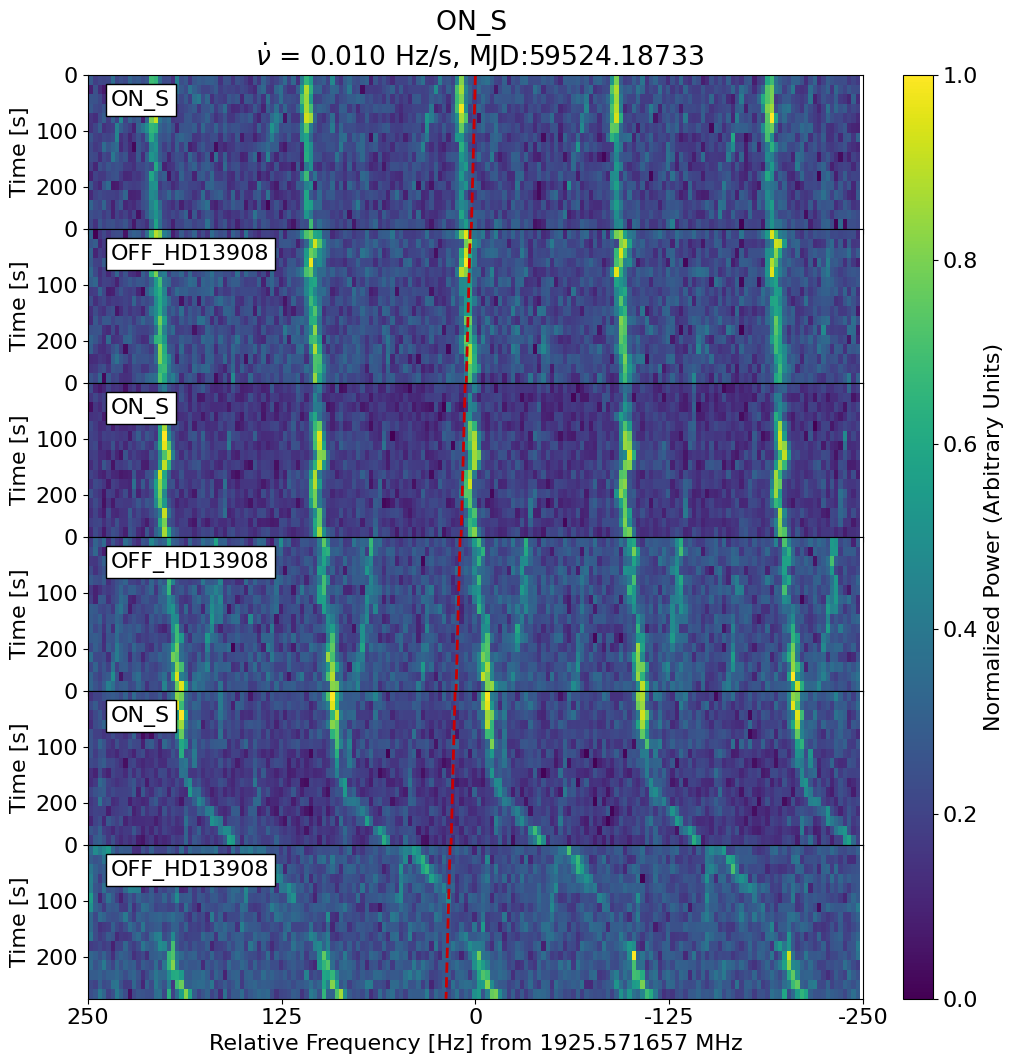 ON_S
ν̇ = 0.010 Hz/s, MJD:59524.18733
0
100
200
Time [s]
ON_S
0
100
200
Time [s]
OFF_HD13908
0
100
200
Time [s]
ON_S
0
100
200
Time [s]
OFF_HD13908
0
100
200
Time [s]
ON_S
0
100
200
Time [s]
OFF_HD13908
250 125 0 -125 -250
Relative Frequency [Hz] from 1925.571657 MHz
1.0
0.8
0.6
0.4
0.2
0.0
Normalized Power (Arbitrary Units)